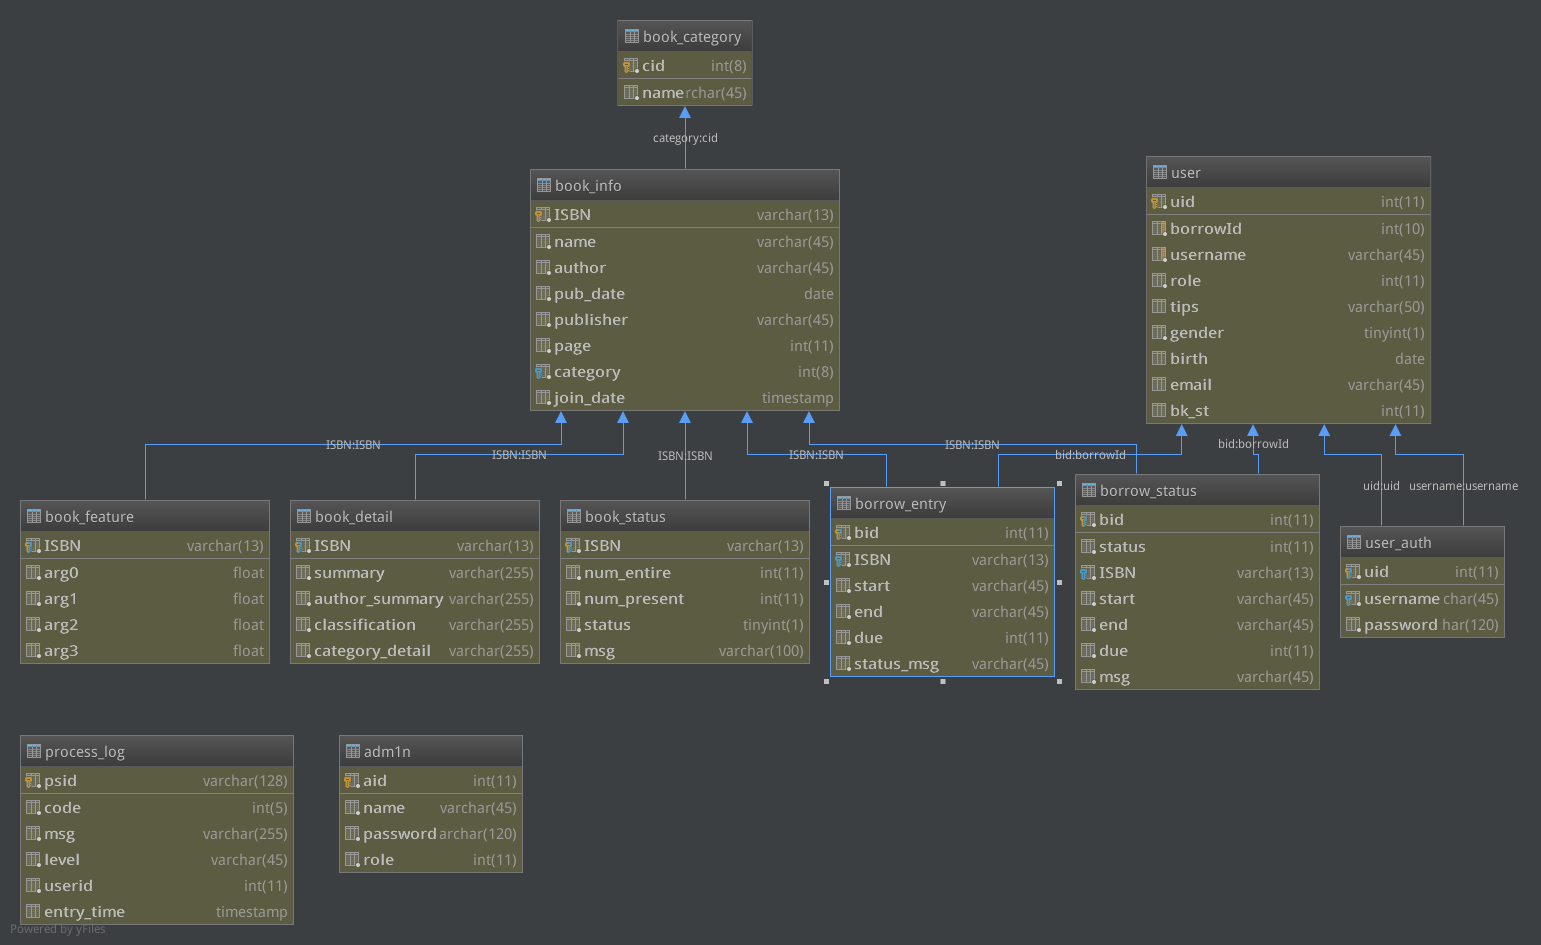 book_category
cid int(8)
name rchar(45)
category:cid
book_info
ISBN varchar(13)
name varchar(45)
author varchar(45)
pub_date date
publisher varchar(45)
page int(11)
category int(8)
join_date timestamp
user
uid int(11)
borrowId int(10)
username varchar(45)
role int(11)
tips varchar(50)
gender tinyint(1)
birth date
email varchar(45)
bk_st int(11)
ISBN:ISBN
ISBN:ISBN
ISBN:ISBN
ISBN:ISBN
ISBN:ISBN
bid:borrowId
bid:borrowId
uid:uid
username:username
book_feature
ISBN varchar(13)
arg0 float
arg1 float
arg2 float
arg3 float
book_detail
ISBN varchar(13)
summary varchar(255)
author_summary varchar(255)
classification varchar(255)
category_detail varchar(255)
book_status
ISBN varchar(13)
num_entire int(11)
num_present int(11)
status tinyint(1)
msg varchar(100)
borrow_entry
bid int(11)
ISBN varchar(13)
start varchar(45)
end varchar(45)
due int(11)
status_msg varchar(45)
borrow_status
bid int(11)
status int(11)
ISBN varchar(13)
start varchar(45)
end varchar(45)
due int(11)
msg varchar(45)
user_auth
uid int(11)
username char(45)
password har(120)
process_log
psid varchar(128)
code int(5)
msg varchar(255)
level varchar(45)
userid int(11)
entry_time timestamp
adm1n
aid int(11)
name varchar(45)
password archar(120)
role int(11)
Powered by yFiles